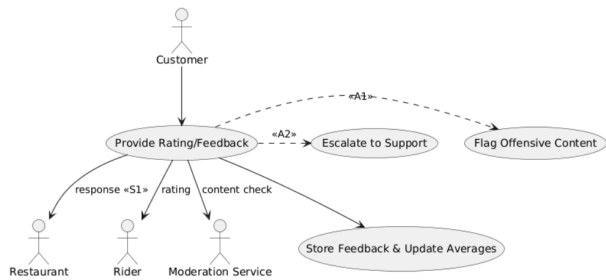 Customer
«A1»
«A2»
Provide Rating/Feedback
Escalate to Support
Flag Offensive Content
response «S1»
rating
content check
Restaurant
Rider
Moderation Service
Store Feedback & Update Averages